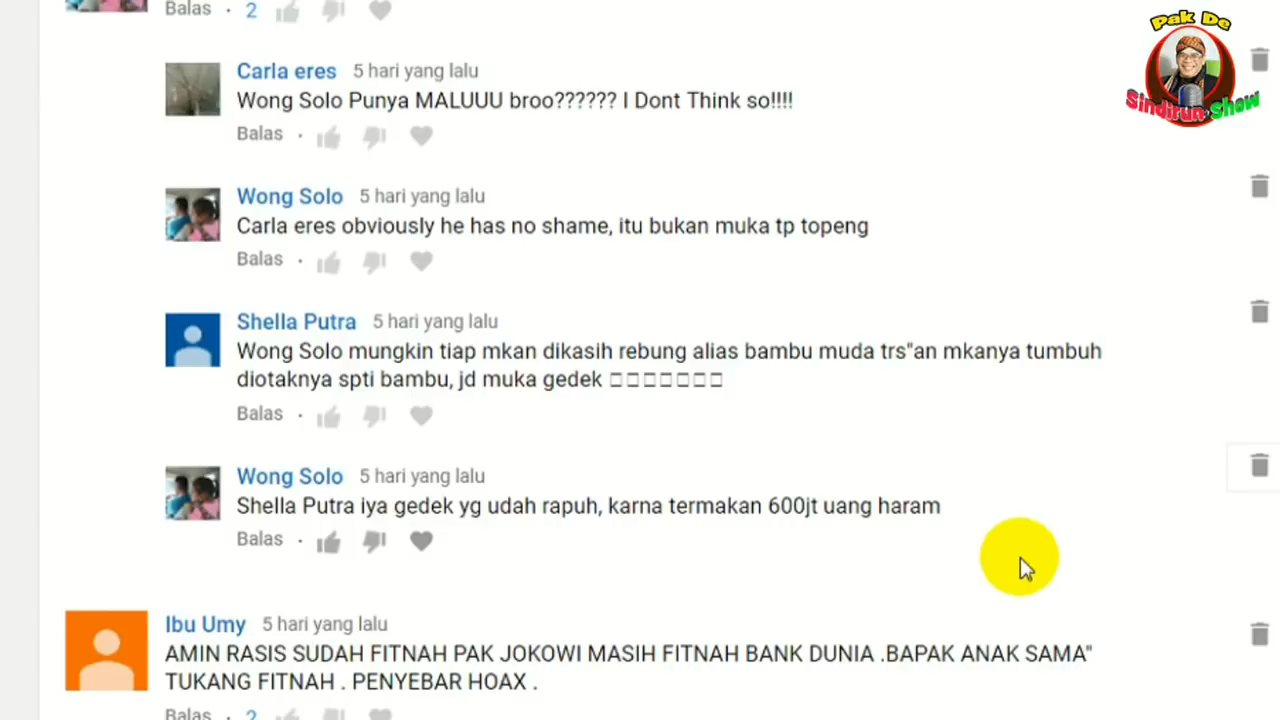 Balas · 2
Pak De
Sindiran Show
Carla eres 5 hari yang lalu
Wong Solo Punya MALUUU broo?????? I Dont Think so!!!!
Balas ·
Wong Solo 5 hari yang lalu
Carla eres obviously he has no shame, itu bukan muka tp topeng
Balas ·
Shella Putra 5 hari yang lalu
Wong Solo mungkin tiap mkan dikasih rebung alias bambu muda trs"an mkanya tumbuh
diotaknya spti bambu, jd muka gedek □□□□□□□
Balas ·
Wong Solo 5 hari yang lalu
Shella Putra iya gedek yg udah rapuh, karna termakan 600jt uang haram
Balas ·
Ibu Umy 5 hari yang lalu
AMIN RASIS SUDAH FITNAH PAK JOKOWI MASIH FITNAH BANK DUNIA .BAPAK ANAK SAMA"
TUKANG FITNAH . PENYEBAR HOAX .
Balas · 2